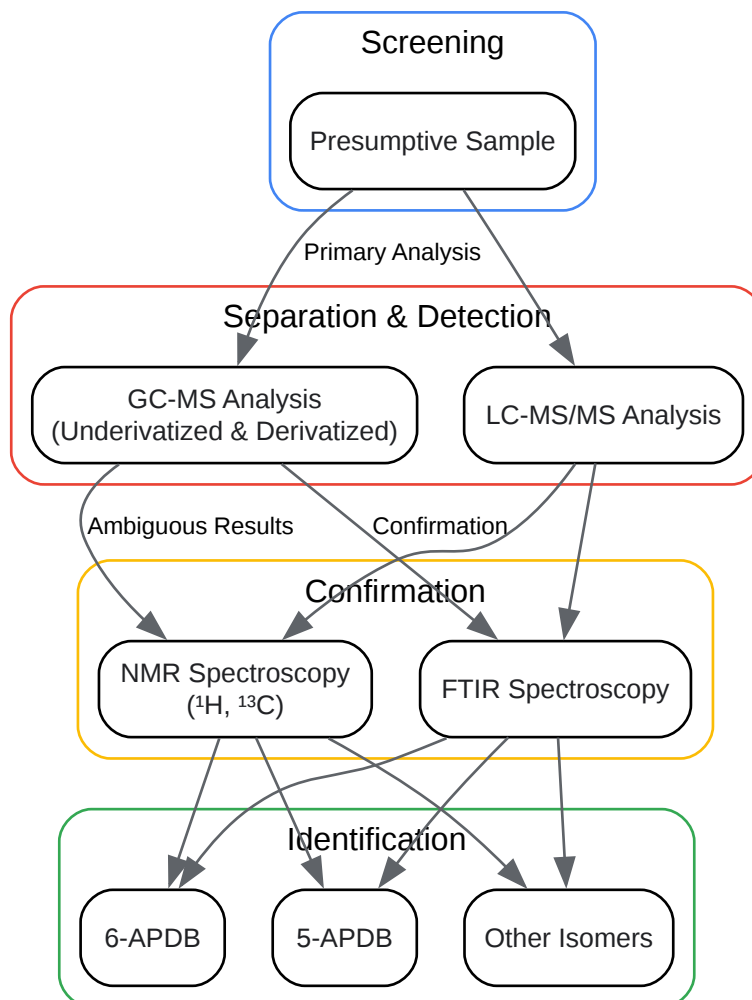 Screening
Presumptive Sample
Primary Analysis
Separation & Detection
GC-MS Analysis
(Underivatized & Derivatized)
LC-MS/MS Analysis
Ambiguous Results
Confirmation
Confirmation
NMR Spectroscopy
(¹H, ¹³C)
FTIR Spectroscopy
Identification
6-APDB
5-APDB
Other Isomers